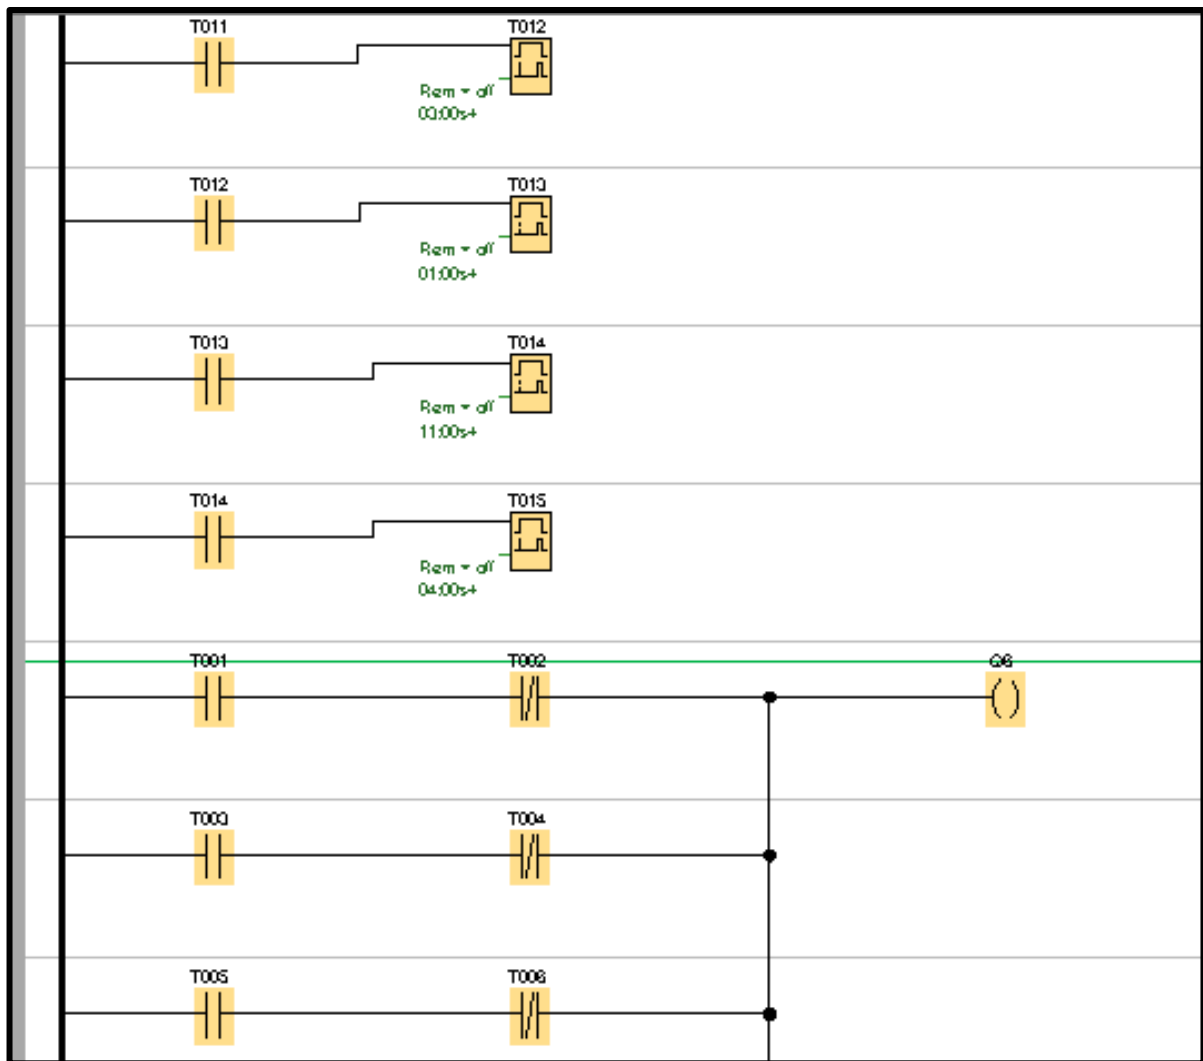 T011 T012
Rem = off
03:00s+
T012 T013
Rem = off
01:00s+
T013 T014
Rem = off
11:00s+
T014 T015
Rem = off
04:00s+
T001 T002 Q6
T003 T004
T005 T006